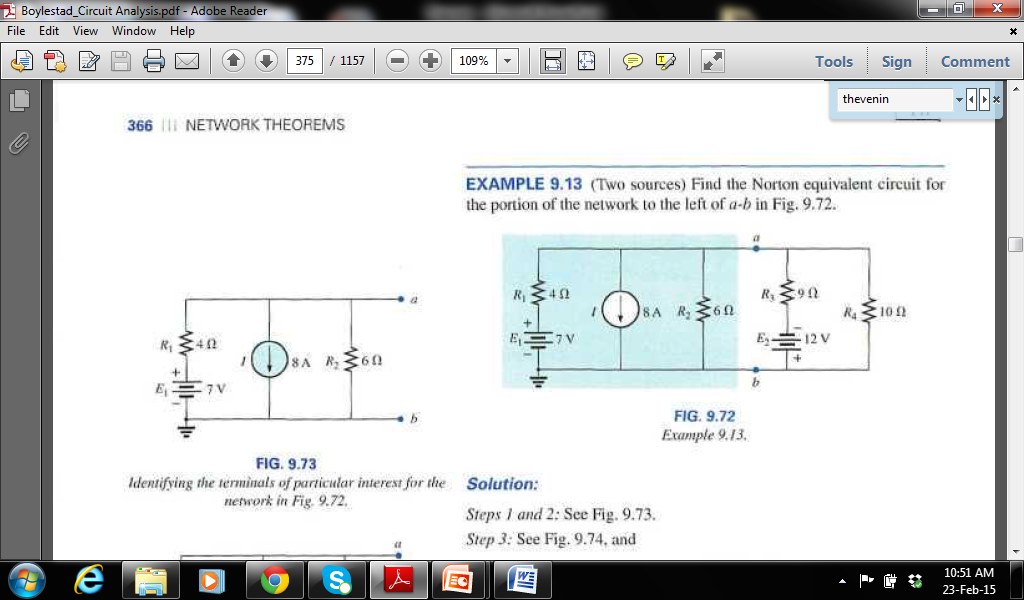 Boylestad_Circuit Analysis.pdf - Adobe Reader
File Edit View Window Help
375 / 1157 109% Tools Sign Comment
thevenin
366 NETWORK THEOREMS
EXAMPLE 9.13 (Two sources) Find the Norton equivalent circuit for
the portion of the network to the left of a-b in Fig. 9.72.
a
R1 4 Ω
I 8 A R2 6 Ω
+ E1 7 V −
b
FIG. 9.73
Identifying the terminals of particular interest for the
network in Fig. 9.72.
a
a
R1 4 Ω
I 8 A R2 6 Ω
+ E1 7 V −
R3 9 Ω
R4 10 Ω
− E2 12 V +
b
FIG. 9.72
Example 9.13.
Solution:
Steps 1 and 2: See Fig. 9.73.
Step 3: See Fig. 9.74, and
10:51 AM
23-Feb-15